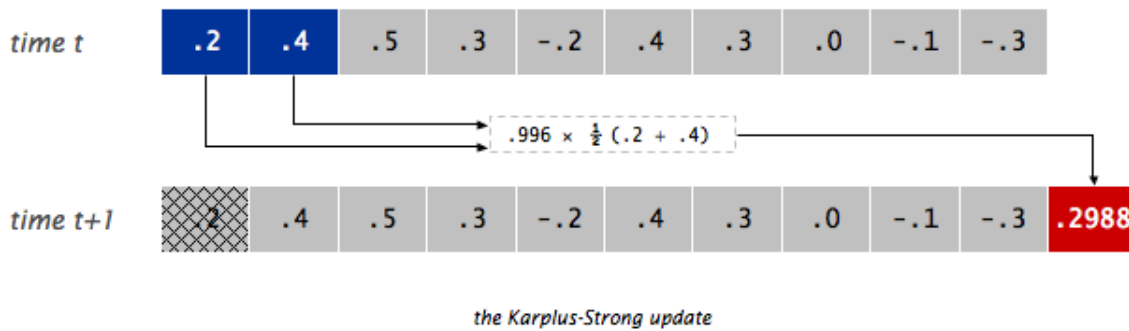 time t .2 .4 .5 .3 -.2 .4 .3 .0 -.1 -.3
.996 × ½ (.2 + .4)
time t+1 .2 .4 .5 .3 -.2 .4 .3 .0 -.1 -.3 .2988
the Karplus-Strong update